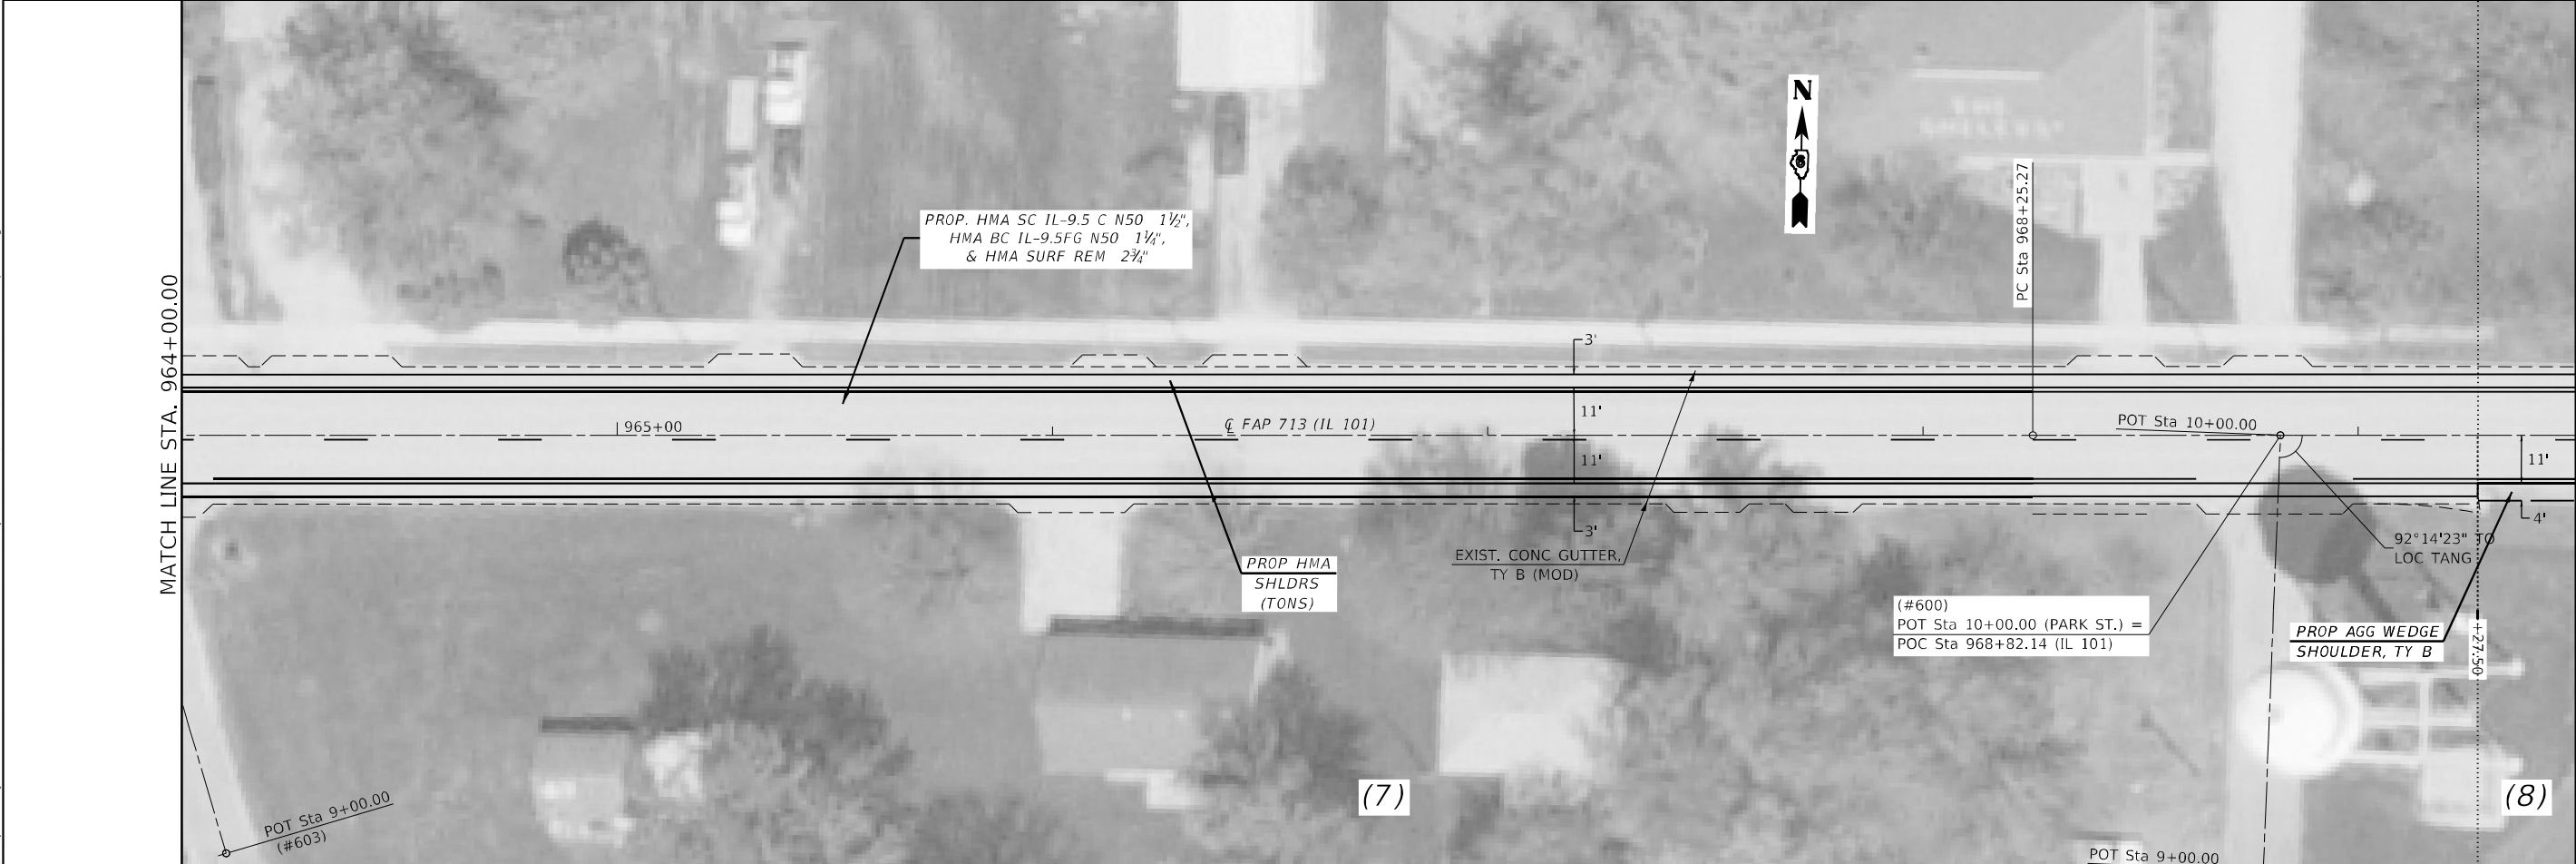 N
6
PC Sta 968+25.27
PROP. HMA SC IL-9.5 C N50 1½",
HMA BC IL-9.5FG N50 1¼",
& HMA SURF REM 2¾"
MATCH LINE STA. 964+00.00
3'
11'
965+00
℄ FAP 713 (IL 101)
POT Sta 10+00.00
11'
11'
3'
4'
EXIST. CONC GUTTER,
TY B (MOD)
PROP HMA
SHLDRS
(TONS)
92°14'23" TO
LOC TANG
(#600)
POT Sta 10+00.00 (PARK ST.) =
POC Sta 968+82.14 (IL 101)
PROP AGG WEDGE
SHOULDER, TY B
+27.50
(7)
(8)
POT Sta 9+00.00
(#603)
POT Sta 9+00.00